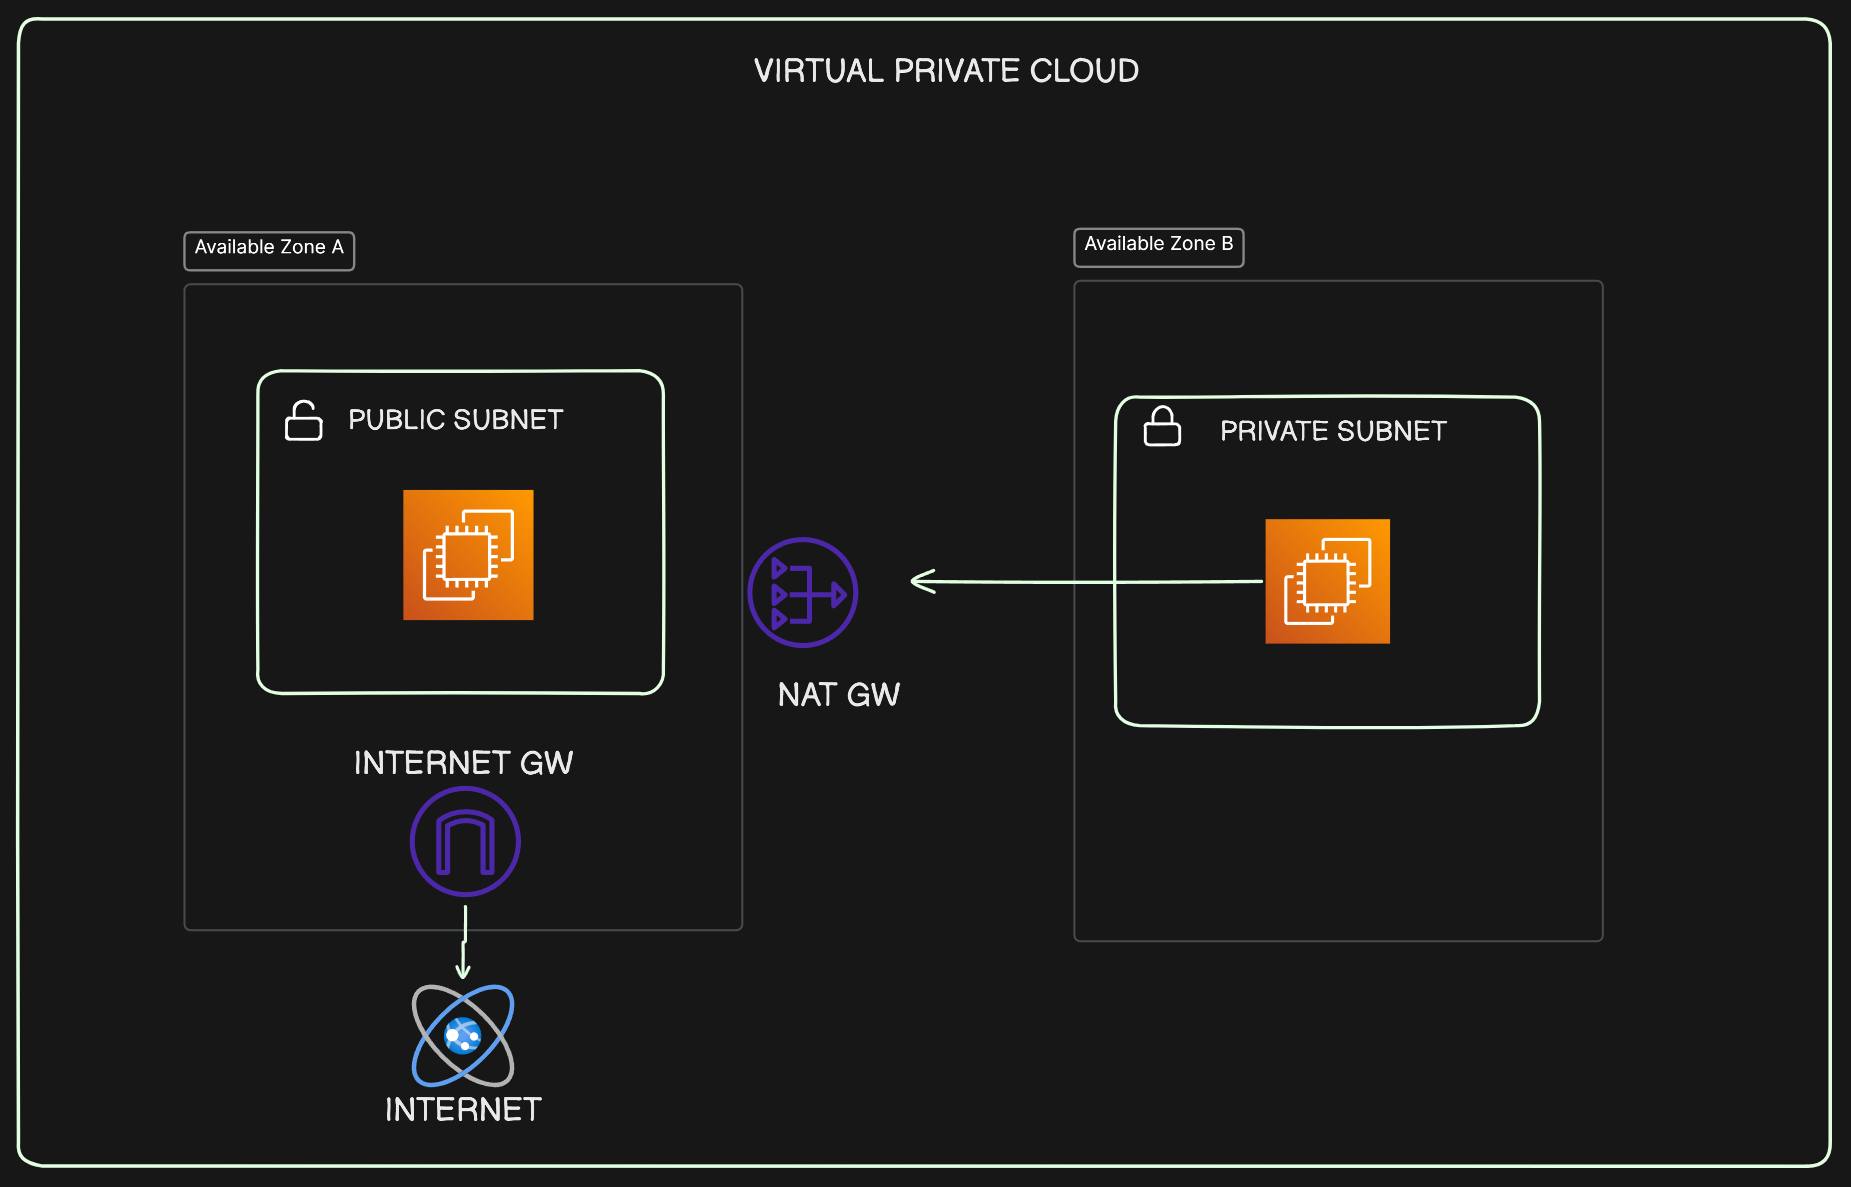 VIRTUAL PRIVATE CLOUD
Available Zone A
Available Zone B
PUBLIC SUBNET
PRIVATE SUBNET
NAT GW
INTERNET GW
INTERNET